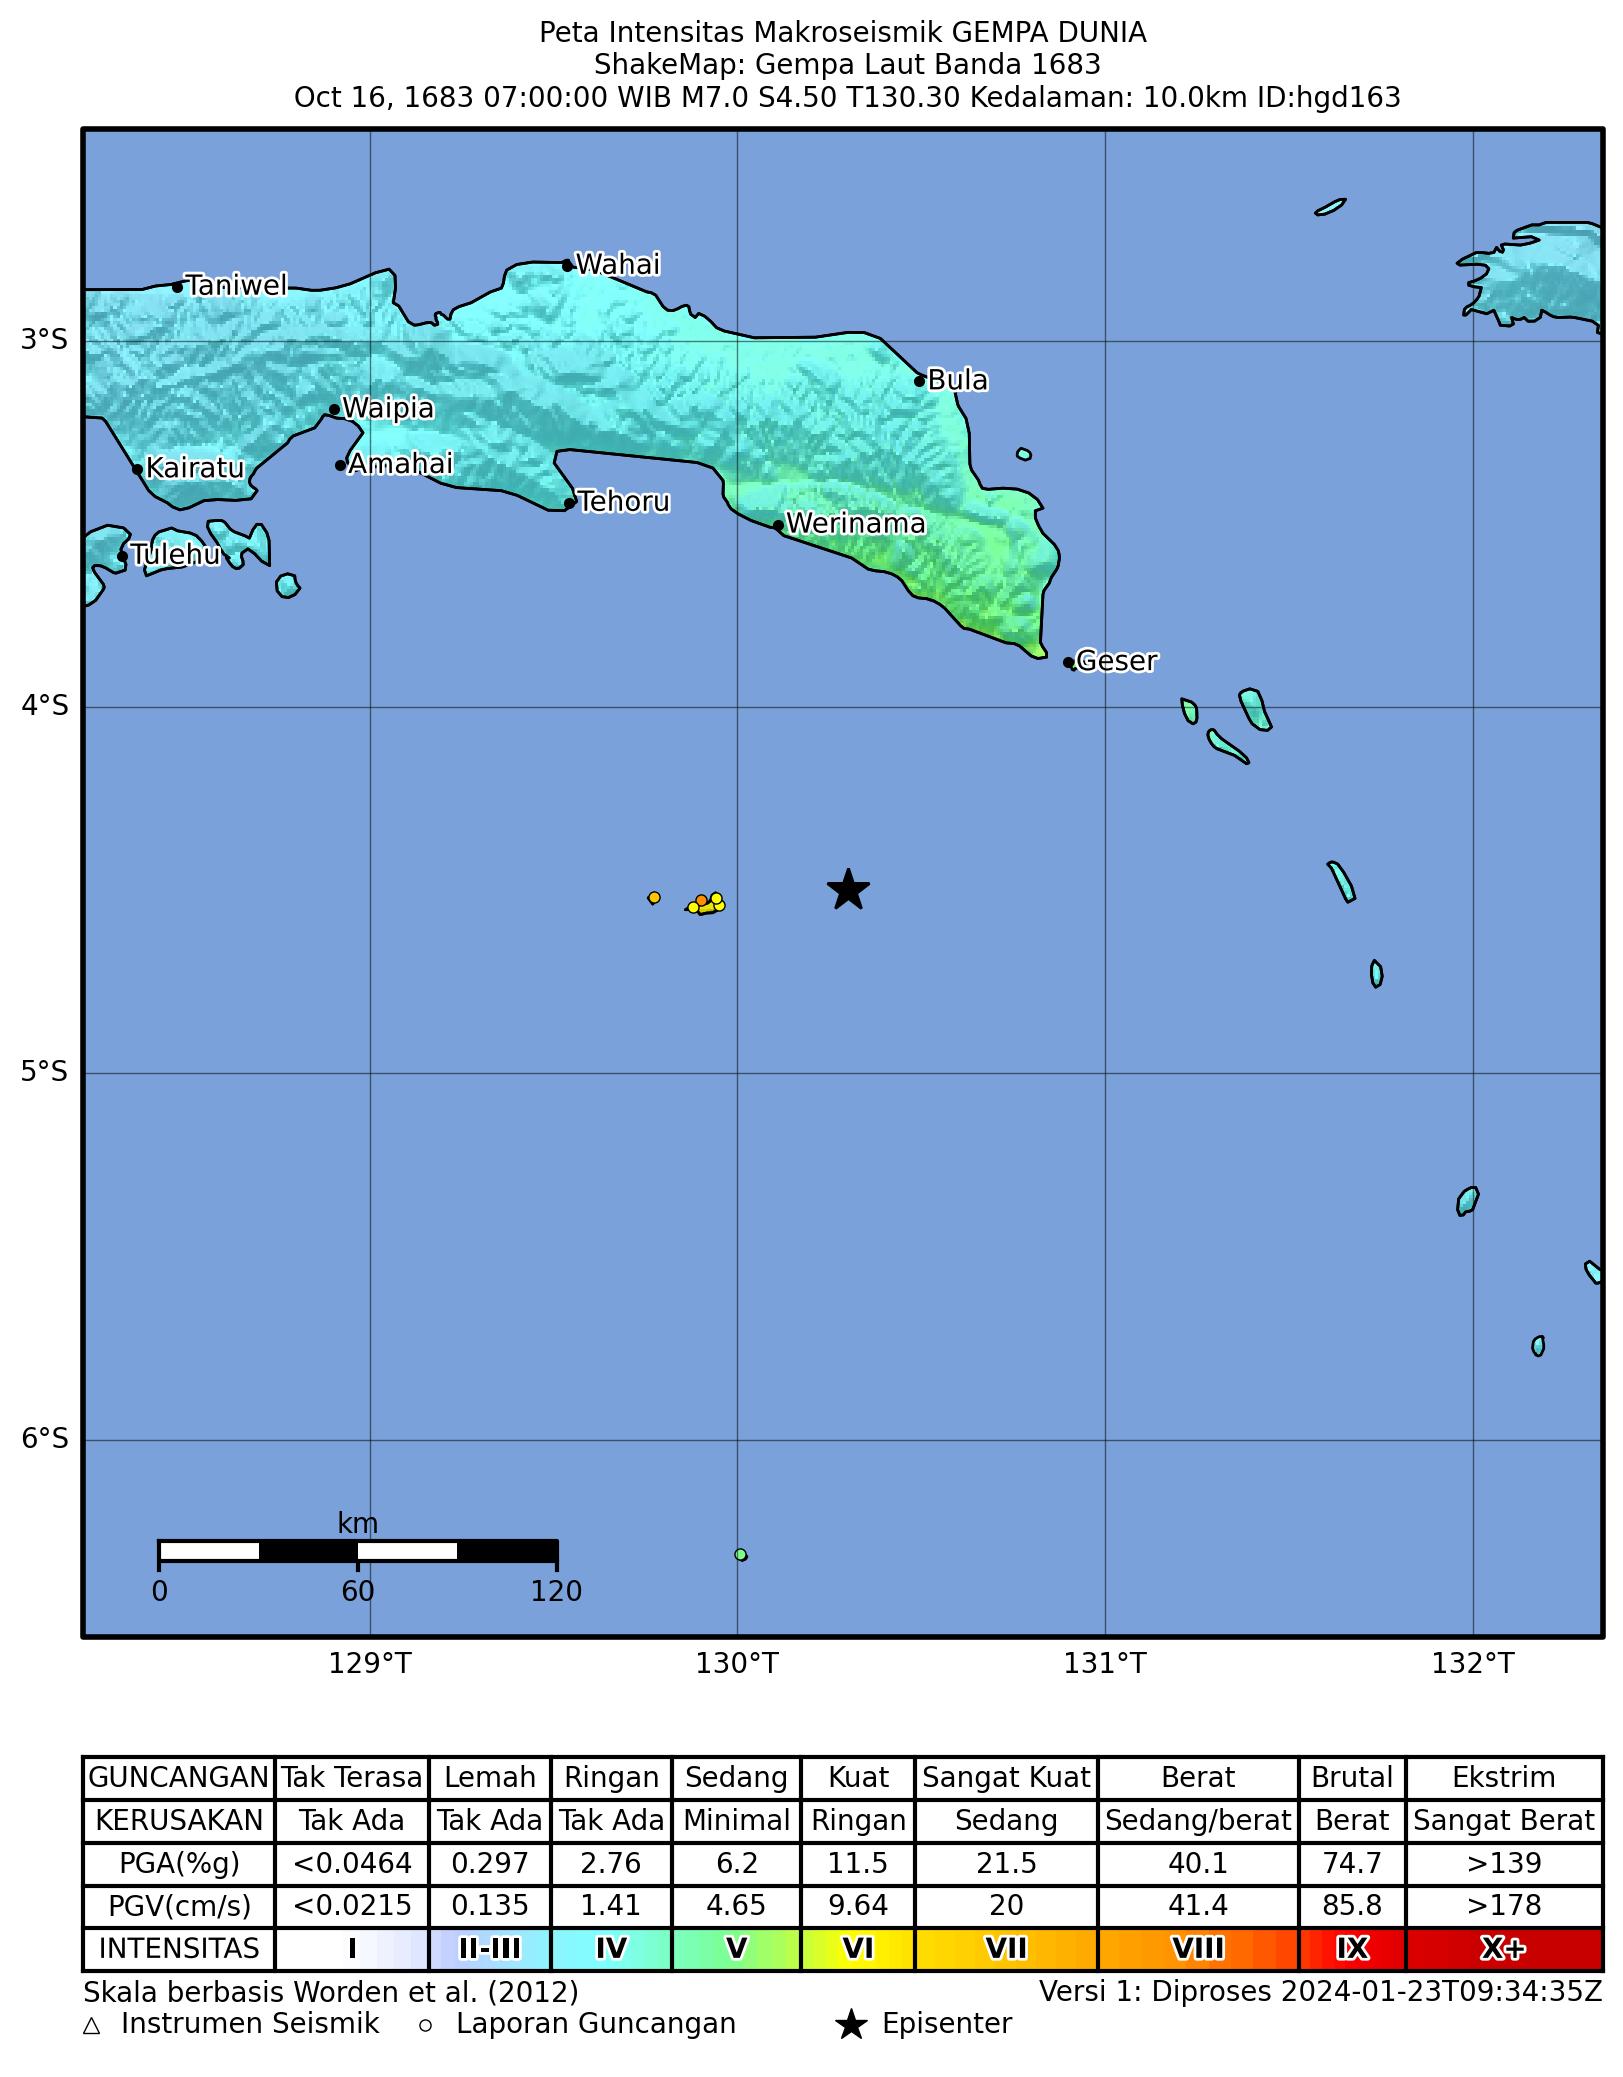 Peta Intensitas Makroseismik GEMPA DUNIA
ShakeMap: Gempa Laut Banda 1683
Oct 16, 1683 07:00:00 WIB M7.0 S4.50 T130.30 Kedalaman: 10.0km ID:hgd163
Wahai
Taniwel
3°S
Bula
Waipia
Kairatu
Amahai
Tehoru
Werinama
Tulehu
Geser
4°S
5°S
6°S
km
0 60 120
129°T 130°T 131°T 132°T
GUNCANGAN Tak Terasa Lemah Ringan Sedang Kuat Sangat Kuat Berat Brutal Ekstrim
KERUSAKAN Tak Ada Tak Ada Tak Ada Minimal Ringan Sedang Sedang/berat Berat Sangat Berat
PGA(%g) <0.0464 0.297 2.76 6.2 11.5 21.5 40.1 74.7 >139
PGV(cm/s) <0.0215 0.135 1.41 4.65 9.64 20 41.4 85.8 >178
INTENSITAS I II-III IV V VI VII VIII IX X+
Skala berbasis Worden et al. (2012) Versi 1: Diproses 2024-01-23T09:34:35Z
△ Instrumen Seismik ○ Laporan Guncangan ★ Episenter